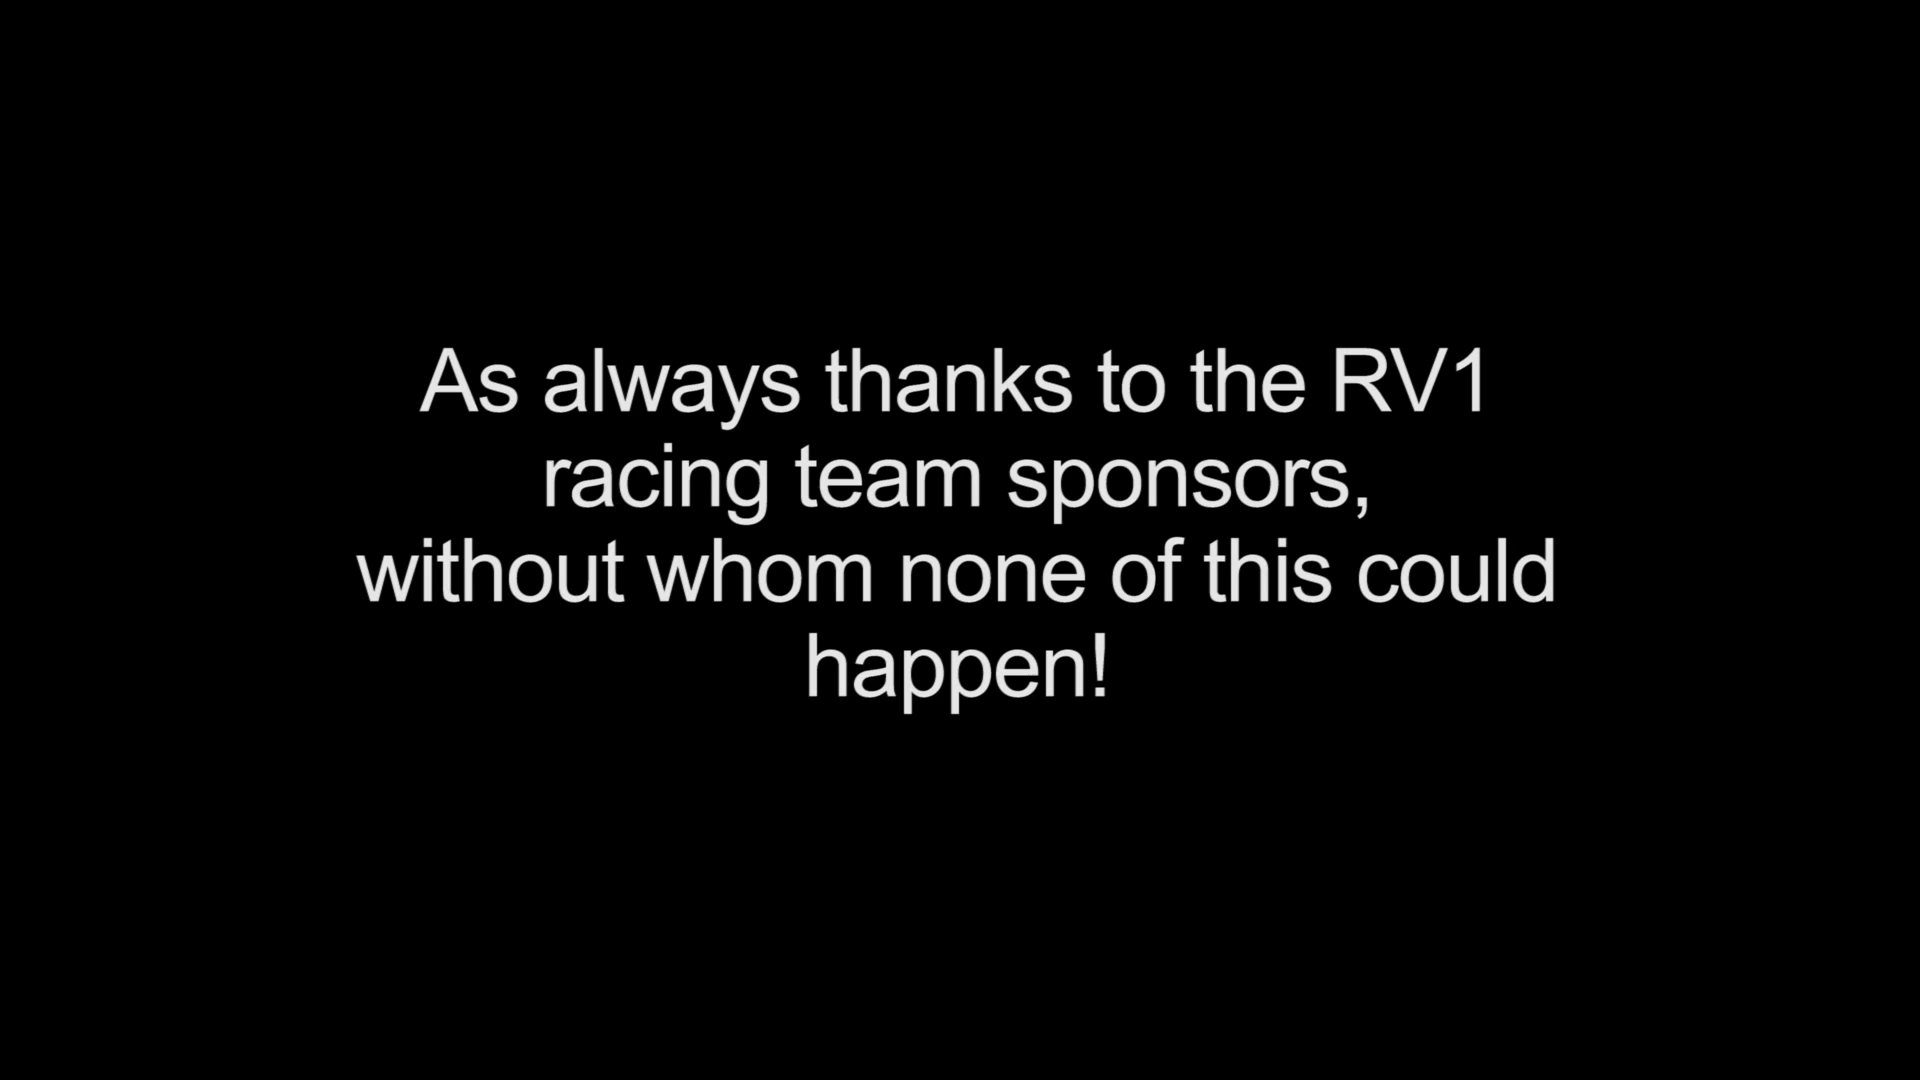 As always thanks to the RV1
racing team sponsors,
without whom none of this could
happen!